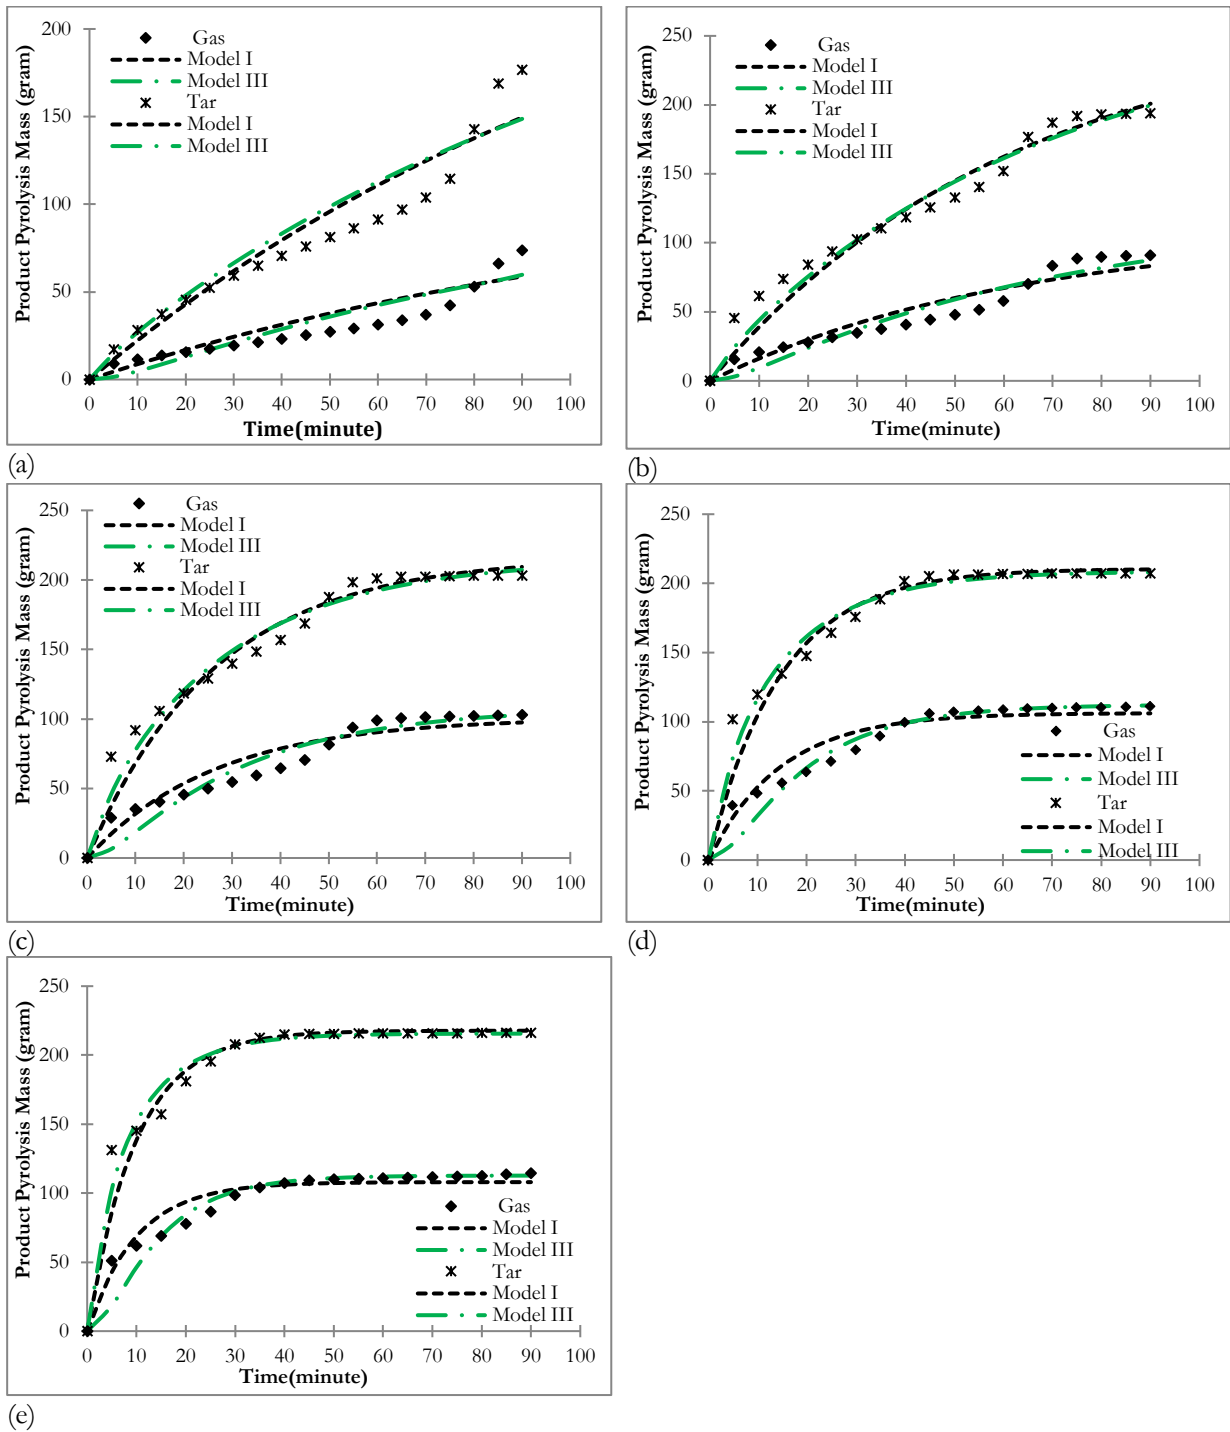 Product Pyrolysis Mass (gram)
200
150
100
50
0
Gas
Model I
Model III
Tar
Model I
Model III
0 10 20 30 40 50 60 70 80 90 100
Time(minute)
(a)
Product Pyrolysis Mass (gram)
250
200
150
100
50
0
Gas
Model I
Model III
Tar
Model I
Model III
0 10 20 30 40 50 60 70 80 90 100
Time(minute)
(b)
Product Pyrolysis Mass (gram)
250
200
150
100
50
0
Gas
Model I
Model III
Tar
Model I
Model III
0 10 20 30 40 50 60 70 80 90 100
Time(minute)
(c)
Product Pyrolysis Mass (gram)
250
200
150
100
50
0
Gas
Model I
Model III
Tar
Model I
Model III
0 10 20 30 40 50 60 70 80 90 100
Time(minute)
(d)
Product Pyrolysis Mass (gram)
250
200
150
100
50
0
Gas
Model I
Model III
Tar
Model I
Model III
0 10 20 30 40 50 60 70 80 90 100
Time(minute)
(e)